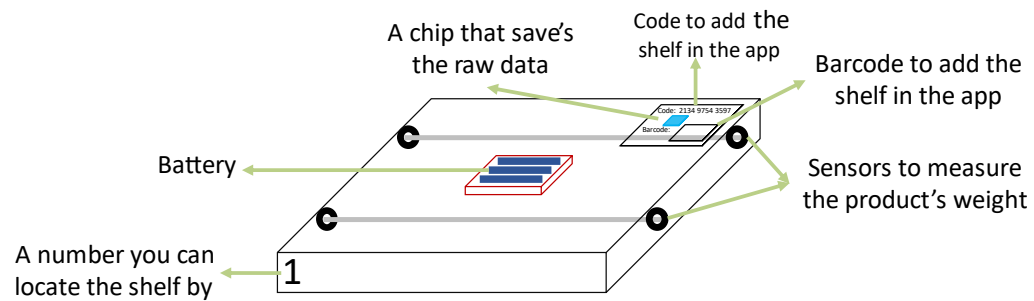 A chip that save's
the raw data
Code to add the
shelf in the app
Barcode to add the
shelf in the app
Code: 2134 9754 3597
Barcode:
Battery
Sensors to measure
the product's weight
A number you can
locate the shelf by
1